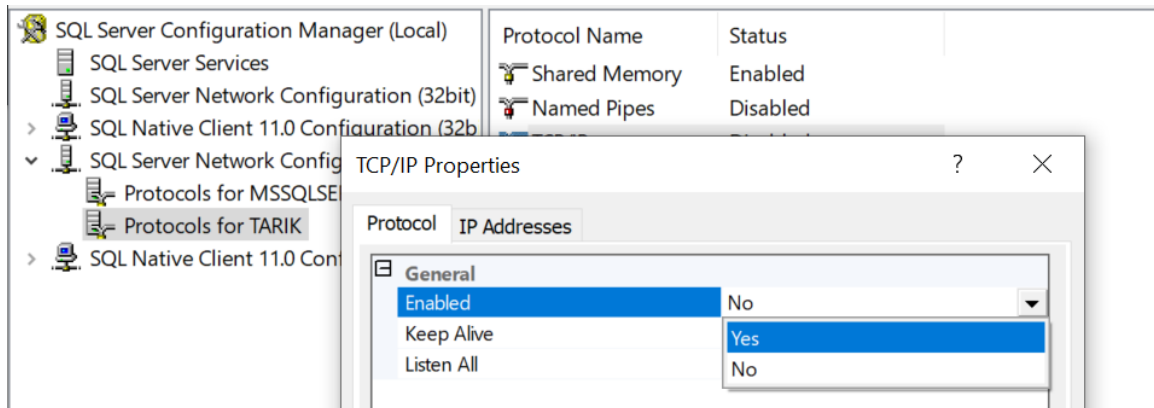 SQL Server Configuration Manager (Local)
SQL Server Services
SQL Server Network Configuration (32bit)
SQL Native Client 11.0 Configuration (32b
SQL Server Network Config
Protocols for MSSQLSE
Protocols for TARIK
SQL Native Client 11.0 Con
Protocol Name Status
Shared Memory Enabled
Named Pipes Disabled
TCP/IP Disabled
TCP/IP Properties ?
Protocol IP Addresses
General
Enabled No
Keep Alive Yes
Listen All No